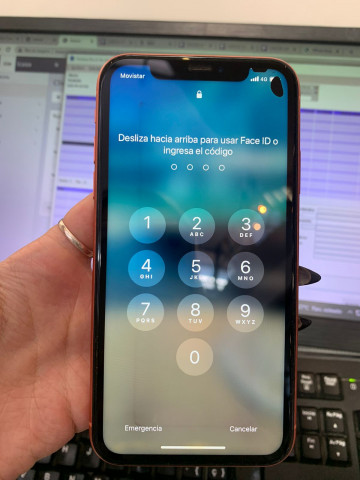 Movistar 4G
Desliza hacia arriba para usar Face ID o
ingresa el código
1 2 3
ABC DEF
4 5 6
GHI MNO
7 8 9
PQRS TUV WXYZ
0
Emergencia Cancelar